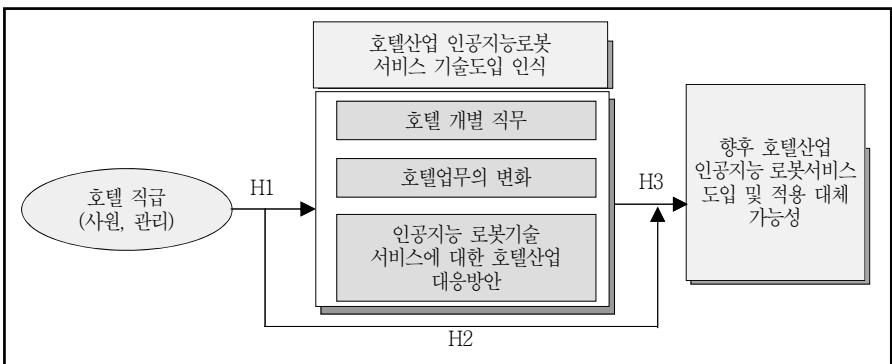 호텔산업 인공지능로봇
서비스 기술도입 인식
호텔 개별 직무
호텔업무의 변화
인공지능 로봇기술
서비스에 대한 호텔산업
대응방안
호텔 직급
(사원, 관리)
H1
H3
향후 호텔산업
인공지능 로봇서비스
도입 및 적용 대체
가능성
H2